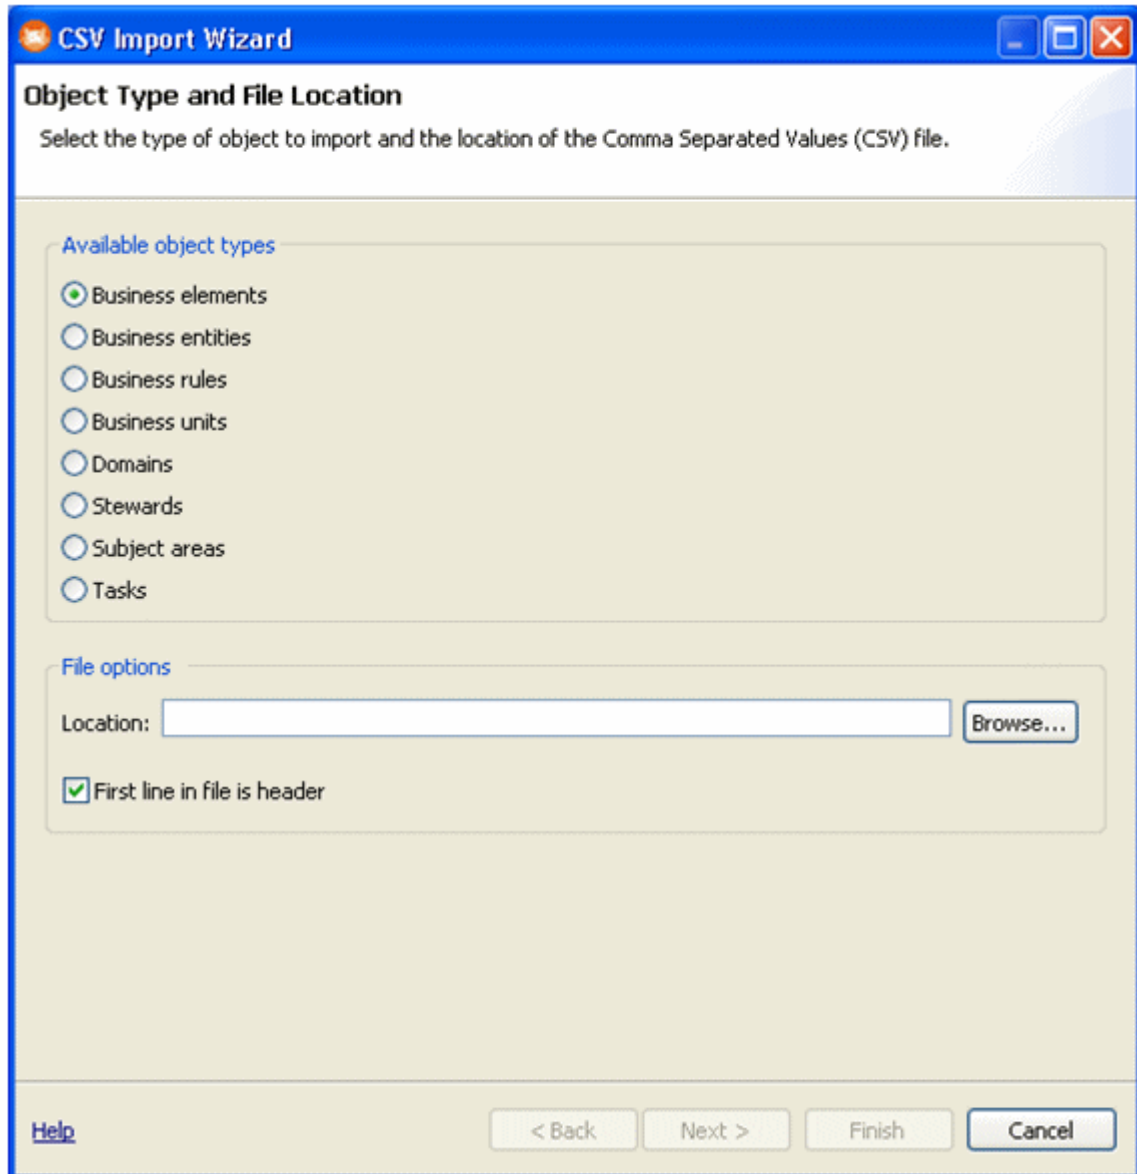 CSV Import Wizard
Object Type and File Location
Select the type of object to import and the location of the Comma Separated Values (CSV) file.
Available object types
Business elements
Business entities
Business rules
Business units
Domains
Stewards
Subject areas
Tasks
File options
Location:
Browse...
First line in file is header
Help
< Back
Next >
Finish
Cancel